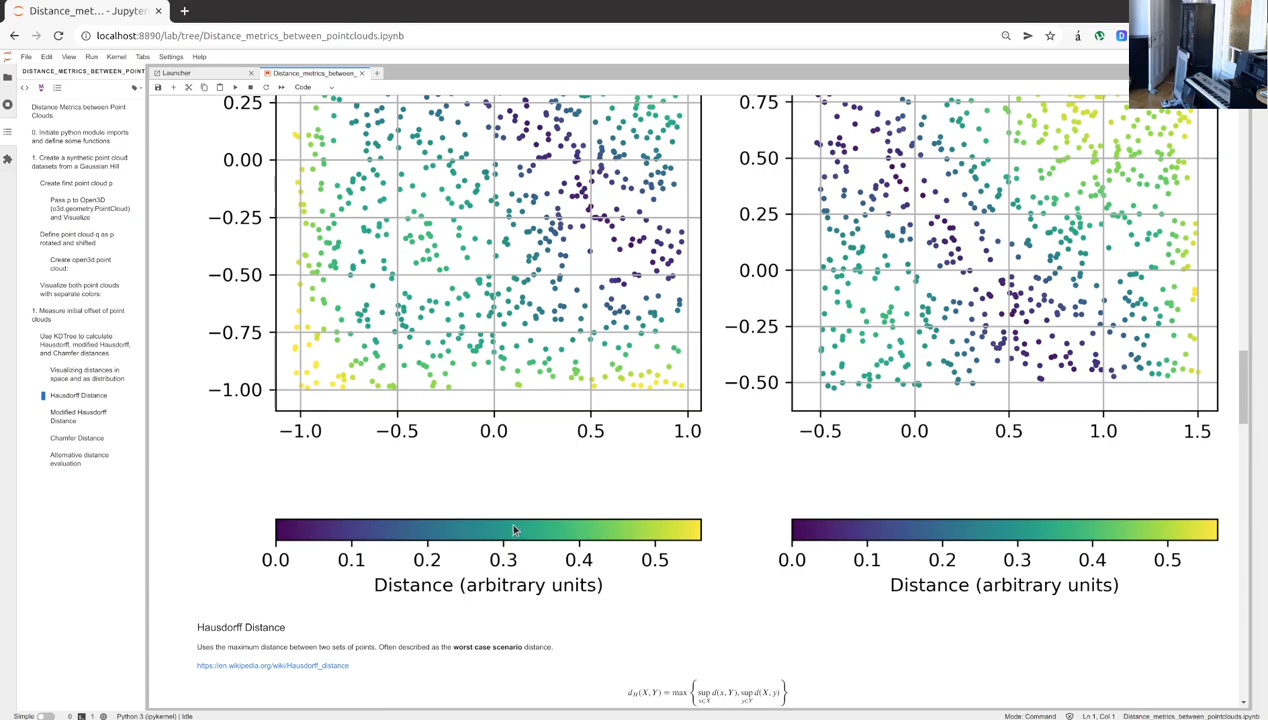 Distance_met... - Jupyter
localhost:8890/lab/tree/Distance_metrics_between_pointclouds.ipynb
File Edit View Run Kernel Tabs Settings Help
DISTANCE_METRICS_BETWEEN_POINT
Launcher
Distance_metrics_between_
Code
Distance Metrics between Point
Clouds
0. Initiate python module imports
and define some functions
1. Create a synthetic point cloud
datasets from a Gaussian Hill
Create first point cloud p
Pass p to Open3D
(o3d.geometry.PointCloud)
and Visualize
Define point cloud q as p
rotated and shifted
Create open3d point
cloud:
Visualize both point clouds
with separate colors:
1. Measure initial offset of point
clouds
Use KDTree to calculate
Hausdorff, modified Hausdorff,
and Chamfer distances
Visualizing distances in
space and as distribution
Hausdorff Distance
Modified Hausdorff
Distance
Chamfer Distance
Alternative distance
evaluation
0.25
0.00
−0.25
−0.50
−0.75
−1.00
−1.0 −0.5 0.0 0.5 1.0
0.75
0.50
0.25
0.00
−0.25
−0.50
−0.5 0.0 0.5 1.0 1.5
0.0 0.1 0.2 0.3 0.4 0.5
Distance (arbitrary units)
0.0 0.1 0.2 0.3 0.4 0.5
Distance (arbitrary units)
Hausdorff Distance
Uses the maximum distance between two sets of points. Often described as the worst case scenario distance.
https://en.wikipedia.org/wiki/Hausdorff_distance
d_H(X, Y) = max { sup_{x∈X} d(x, Y), sup_{y∈Y} d(X, y) }
Simple 0 1 Python 3 (ipykernel) | Idle
Mode: Command Ln 1, Col 1 Distance_metrics_between_pointclouds.ipynb